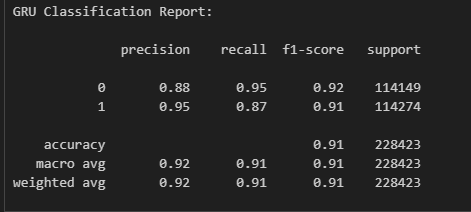 GRU Classification Report:
precision recall f1-score support
0 0.88 0.95 0.92 114149
1 0.95 0.87 0.91 114274
accuracy 0.91 228423
macro avg 0.92 0.91 0.91 228423
weighted avg 0.92 0.91 0.91 228423